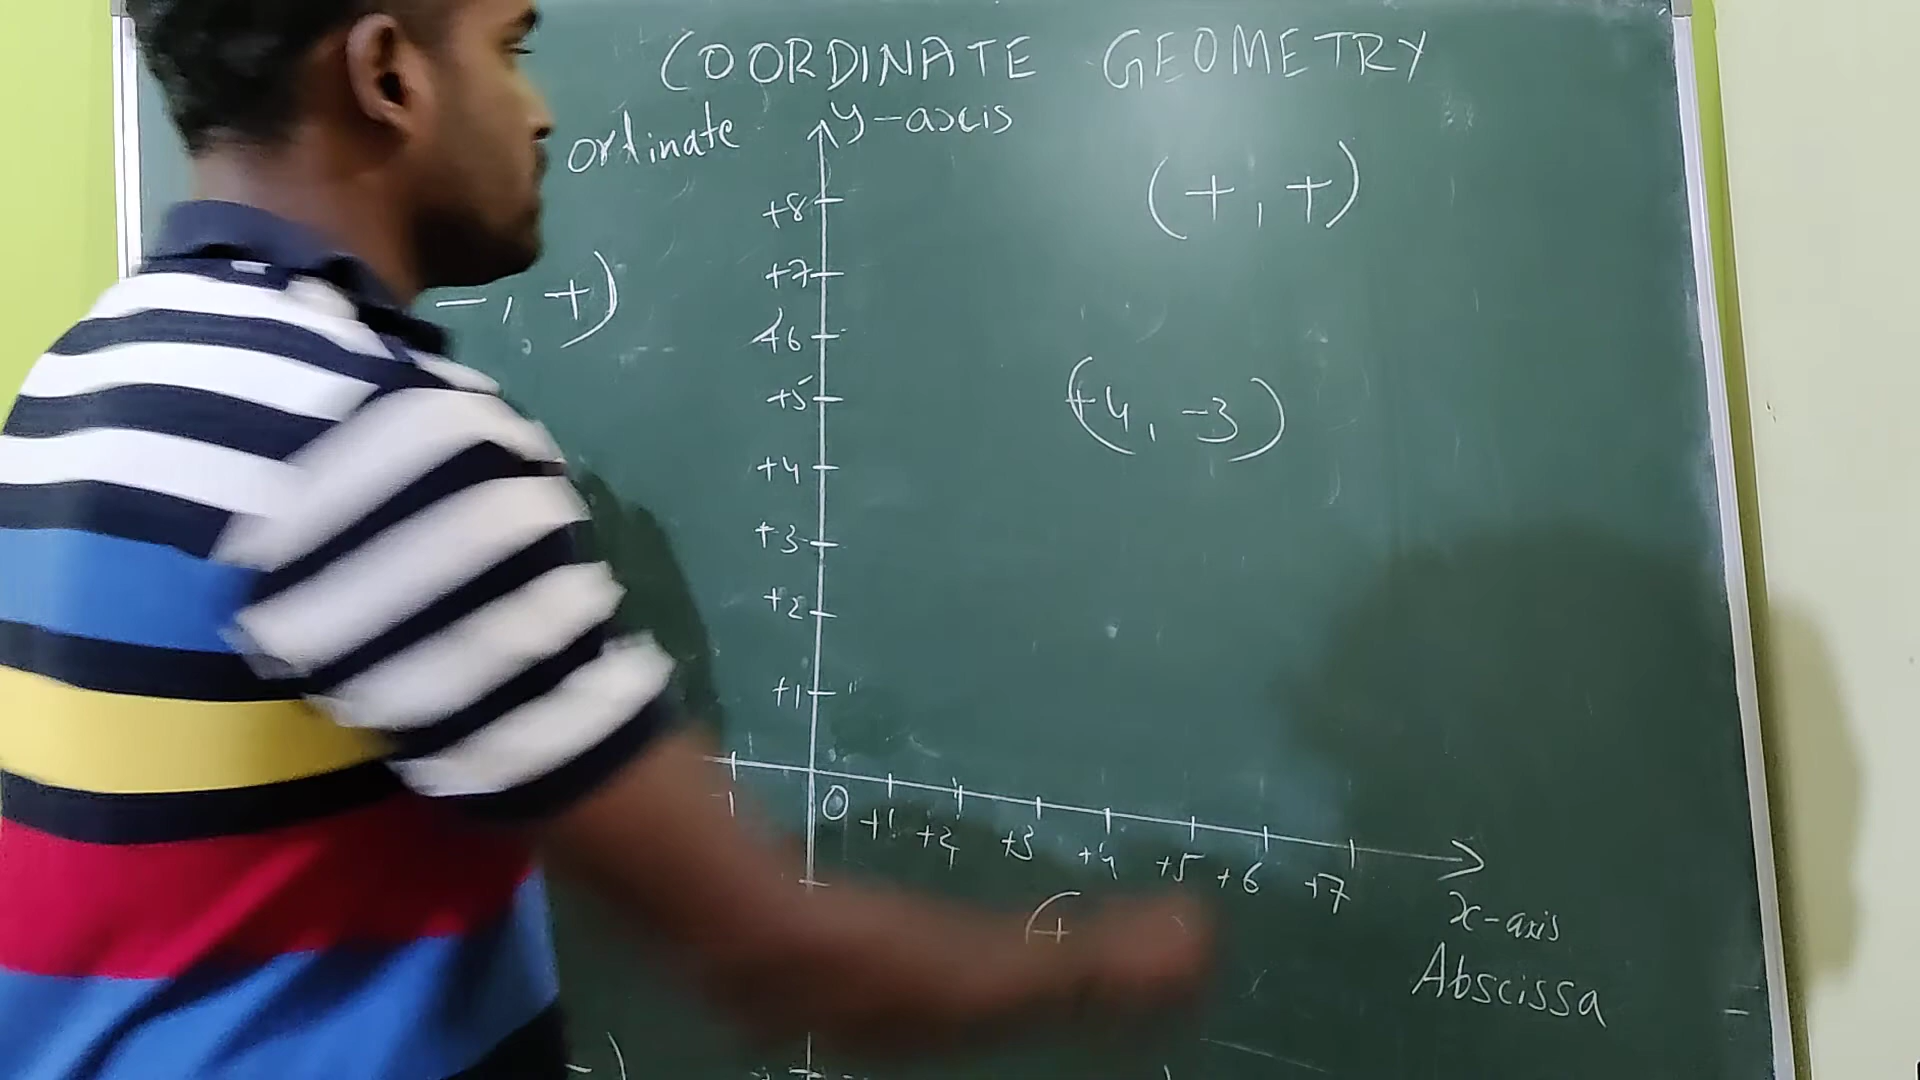 COORDINATE GEOMETRY
ordinate y-axis
(+, +)
+8
-, +)
+7
+6
+5
(+4, -3)
+4
+3
+2
+1
-1 0 +1 +2 +3 +4 +5 +6 +7
x-axis
(+
Abscissa
-)